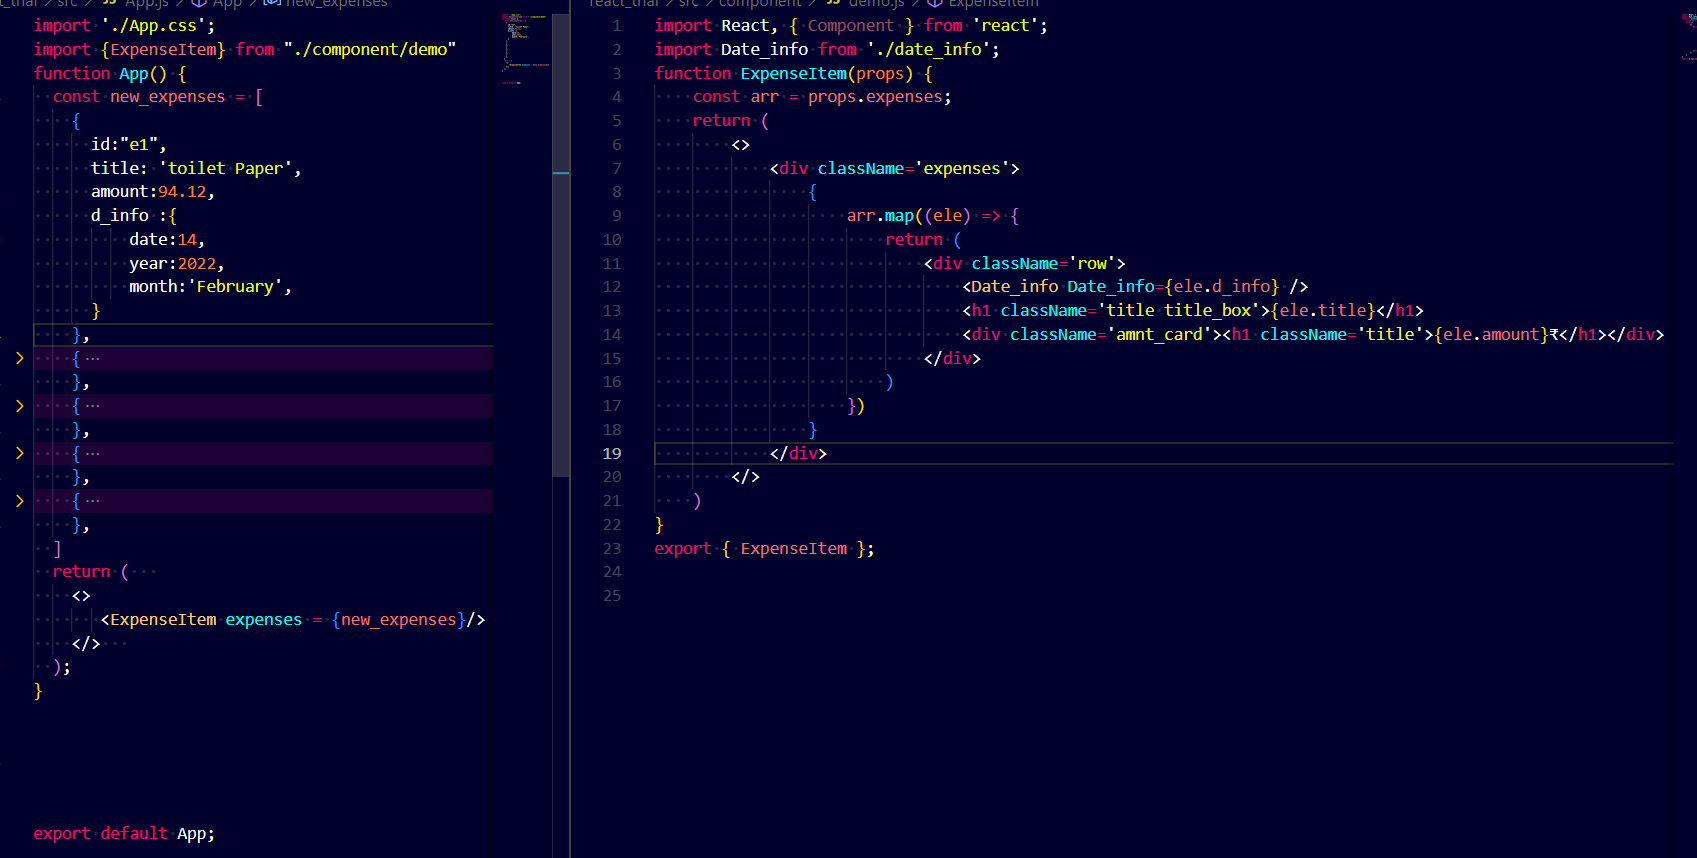 t_thai / src / JS App.js / App / new_expenses
import './App.css';
import {ExpenseItem} from "./component/demo"
function App() {
const new_expenses = [
{
id:"e1",
title: 'toilet Paper',
amount:94.12,
d_info :{
date:14,
year:2022,
month:'February',
}
},
{ ···
},
{ ···
},
{ ···
},
{ ···
},
]
return (
<>
<ExpenseItem expenses = {new_expenses}/>
</>
);
}
export default App;
src / component / JS demo.js / ExpenseItem
1 import React, { Component } from 'react';
2 import Date_info from './date_info';
3 function ExpenseItem(props) {
4 const arr = props.expenses;
5 return (
6 <>
7 <div className='expenses'>
8 {
9 arr.map((ele) => {
10 return (
11 <div className='row'>
12 <Date_info Date_info={ele.d_info} />
13 <h1 className='title title_box'>{ele.title}</h1>
14 <div className='amnt_card'><h1 className='title'>{ele.amount}₹</h1></div>
15 </div>
16 )
17 })
18 }
19 </div>
20 </>
21 )
22 }
23 export { ExpenseItem };
24
25